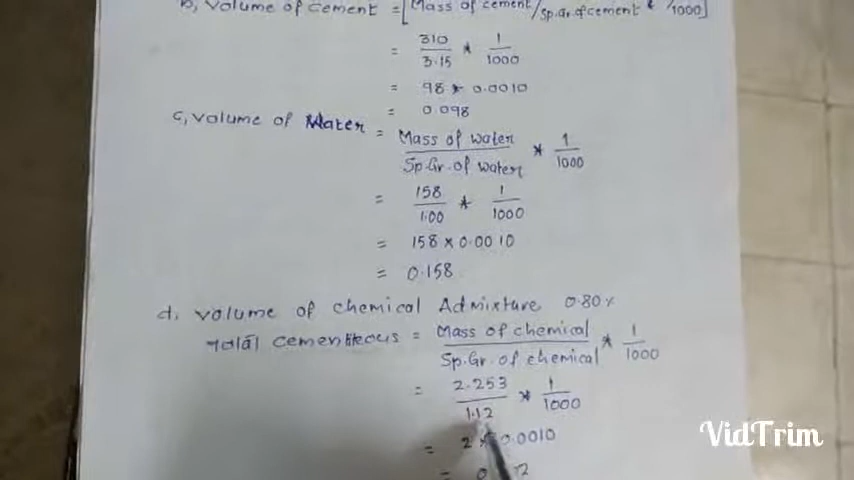 b, Volume of cement = [Mass of cement/Sp.Gr.of cement * 1/1000]
= 310/3.15 * 1/1000
= 98 * 0.0010
= 0.098
c, volume of Water = Mass of water/Sp.Gr.of water * 1/1000
= 158/1.00 * 1/1000
= 158 x 0.0010
= 0.158
d, volume of chemical Admixture 0.80%
Total cementeous = Mass of chemical/Sp.Gr. of chemical * 1/1000
= 2.253/1.12 * 1/1000
= 2 x 0.0010
=
VidTrim